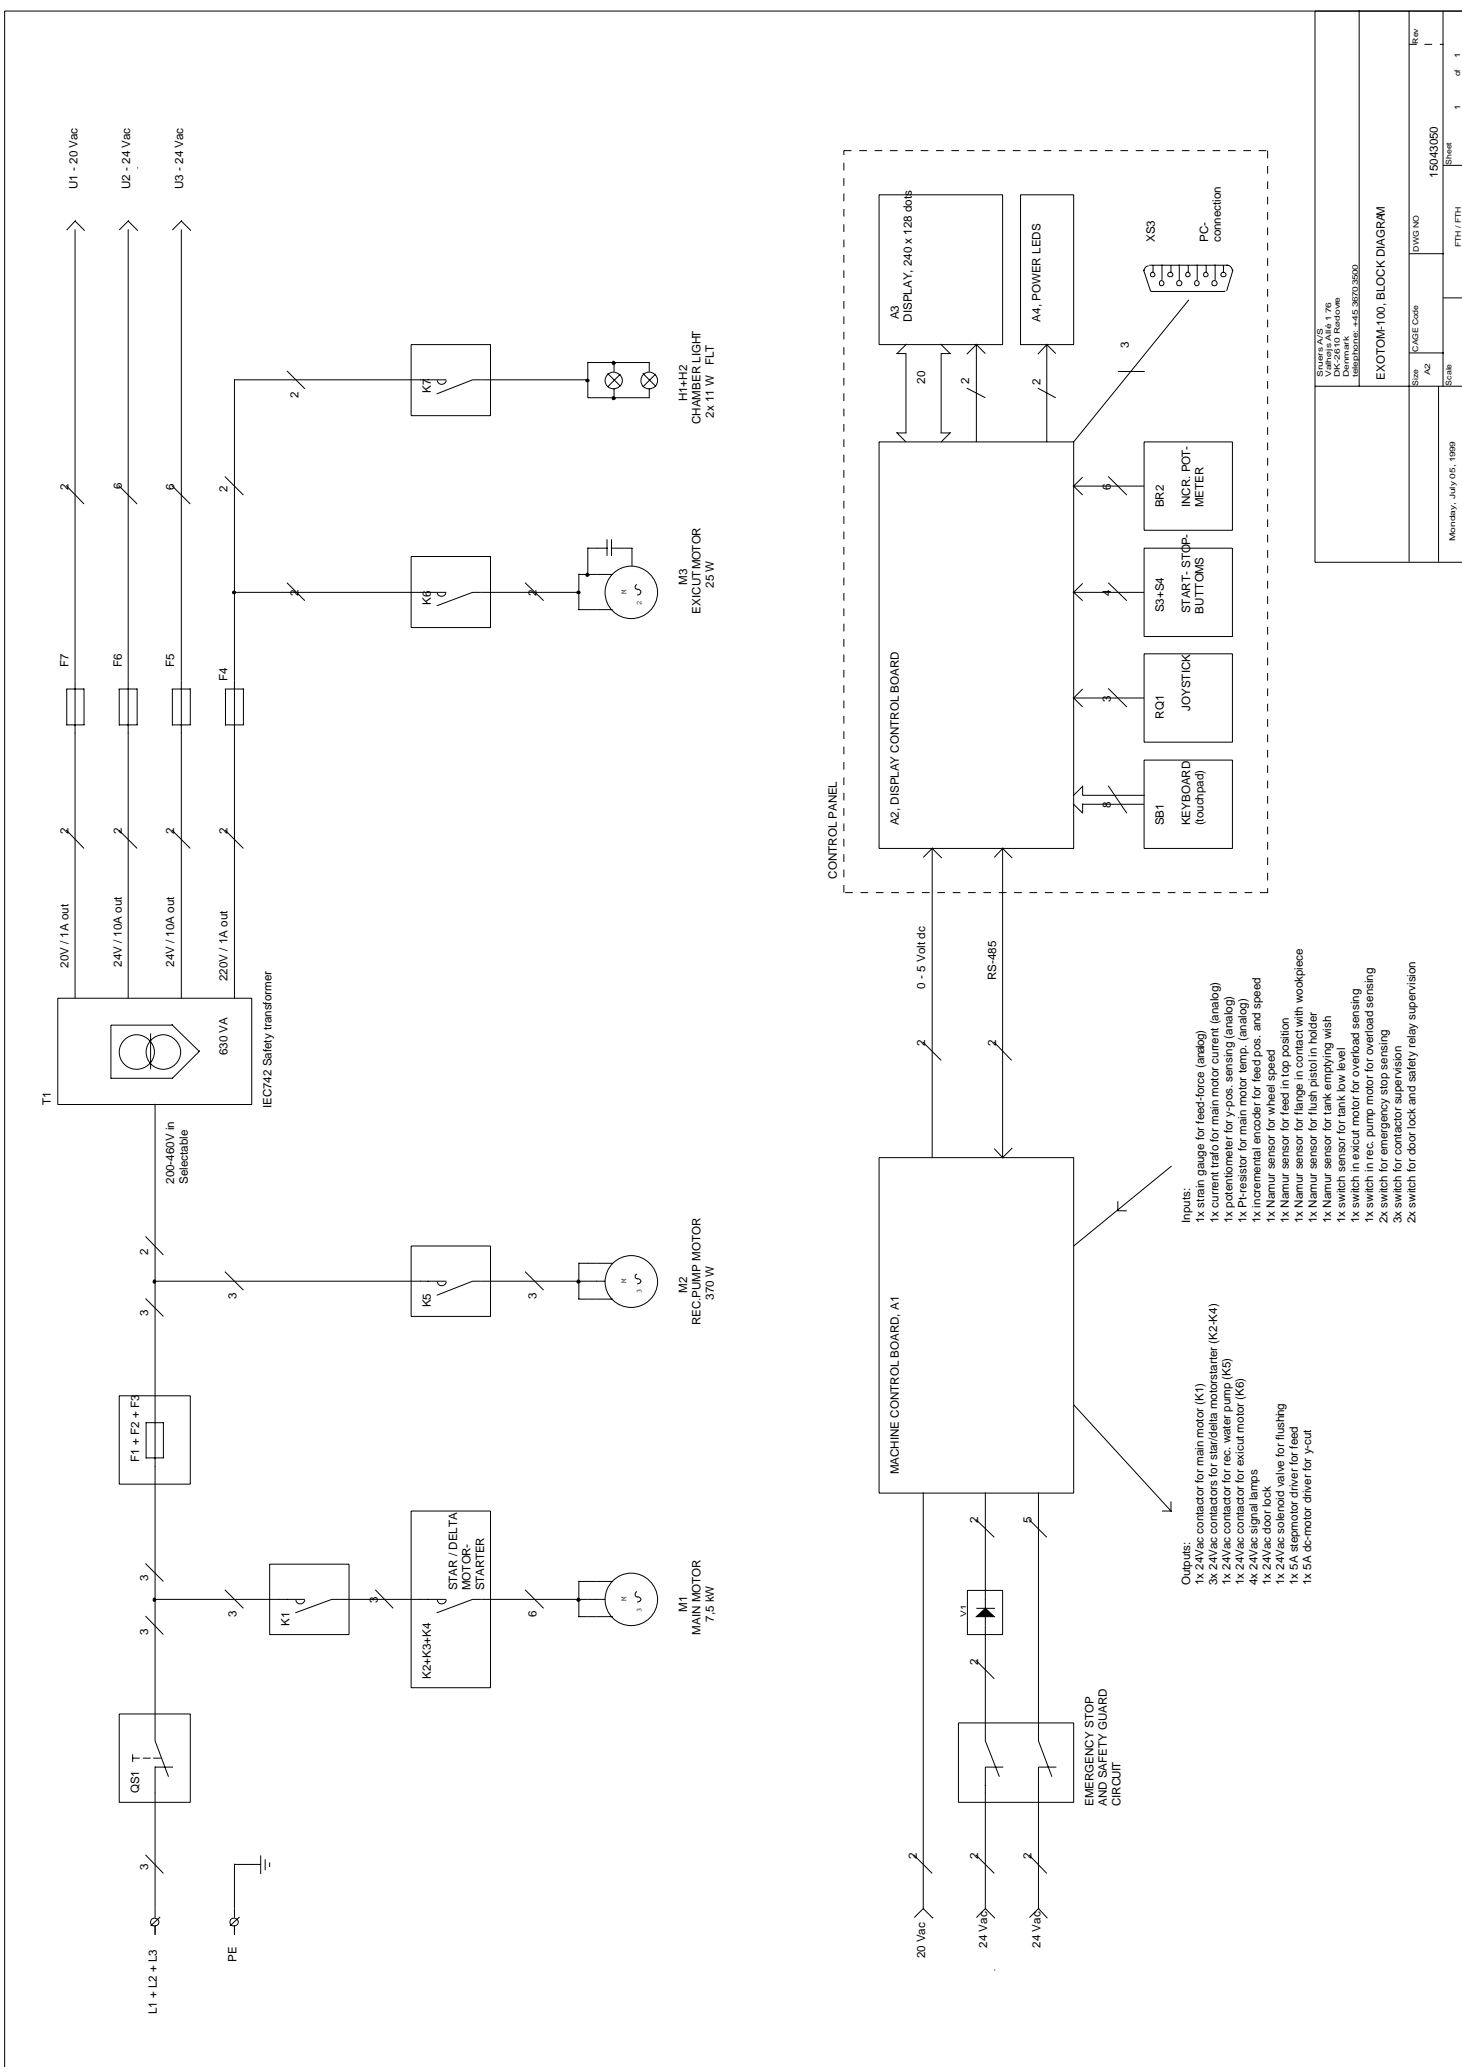 U1 - 20 Vac
U2 - 24 Vac
U3 - 24 Vac
2
6
6
2
F7
F6
F5
F4
2
2
2
2
20V / 1A out
24V / 10A out
24V / 10A out
220V / 1A out
T1
630 VA
IEC742 Safety transformer
200-460V in
Selectable
2
3
3
F1 + F2 + F3
3
3
QS1
3
L1 + L2 + L3
PE
3
K1
3
K2+K3+K4
STAR / DELTA
MOTOR-
STARTER
6
M1
MAIN MOTOR
7,5 kW
K5
3
M2
REC.PUMP MOTOR
370 W
2
K6
2
M3
EXICUT MOTOR
25 W
2
K7
H1+H2
CHAMBER LIGHT
2x 11 W FLT
20 Vac
24 Vac
24 Vac
2
2
2
EMERGENCY STOP
AND SAFETY GUARD
CIRCUIT
2
V1
2
5
MACHINE CONTROL BOARD, A1
2
0 - 5 Volt dc
2
RS-485
CONTROL PANEL
A2, DISPLAY CONTROL BOARD
20
2
2
3
A3
DISPLAY, 240 x 128 dots
A4, POWER LEDS
XS3
PC-
connection
8
SB1
KEYBOARD
(touchpad)
3
RQ1
JOYSTICK
4
S3+S4
START- STOP-
BUTTOMS
6
BR2
INCR. POT-
METER
Outputs:
1x 24Vac contactor for main motor (K1)
3x 24Vac contactors for star/delta motorstarter (K2-K4)
1x 24Vac contactor for rec. water pump (K5)
1x 24Vac contactor for exicut motor (K6)
4x 24Vac signal lamps
1x 24Vac door lock
1x 24Vac solenoid valve for flushing
1x 5A stepmotor driver for feed
1x 5A dc-motor driver for y-cut
Inputs:
1x strain gauge for feed-force (analog)
1x current trafo for main motor current (analog)
1x potentiometer for y-pos. sensing (analog)
1x Pt-resistor for main motor temp. (analog)
1x incremental encoder for feed pos. and speed
1x Namur sensor for wheel speed
1x Namur sensor for feed in top position
1x Namur sensor for flange in contact with wookpiece
1x Namur sensor for flush pistol in holder
1x Namur sensor for tank emptying wish
1x switch sensor for tank low level
1x switch in exicut motor for overload sensing
1x switch in rec. pump motor for overload sensing
2x switch for emergency stop sensing
3x switch for contactor supervision
2x switch for door lock and safety relay supervision
Struers A/S
Valhøjs Allé 176
DK-2610 Rødovre
Denmark
telephone: +45 36703500
EXOTOM-100, BLOCK DIAGRAM
Size
A2
CAGE Code
DWG NO
15043050
Rev
Scale
FTH / FTH
Sheet
1 of 1
Monday, July 05, 1999